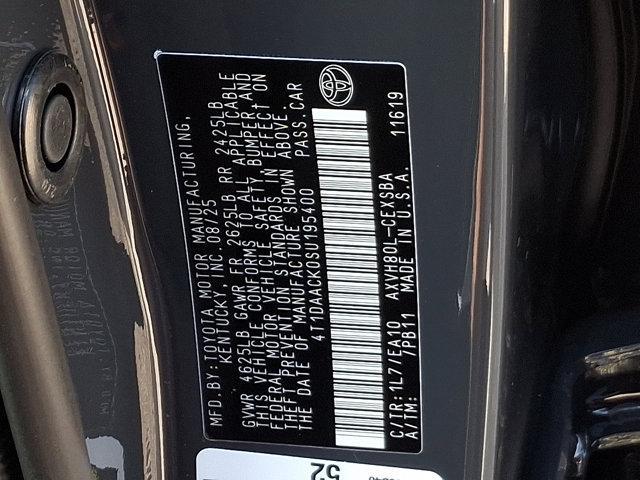 MFD.BY: TOYOTA MOTOR MANUFACTURING,
KENTUCKY, INC. 08/25
GVWR 4625LB GAWR FR 2625LB RR 2425LB
THIS VEHICLE CONFORMS TO ALL APPLICABLE
FEDERAL MOTOR VEHICLE SAFETY, BUMPER AND
THEFT PREVENTION STANDARDS IN EFFECT ON
THE DATE OF MANUFACTURE SHOWN ABOVE.
4T1DAACK0SU195400 PASS.CAR
C/TR: 1L7/EA10 AXVH80L-CEXSBA
A/TM: 7PB11 MADE IN U.S.A. 11619
52